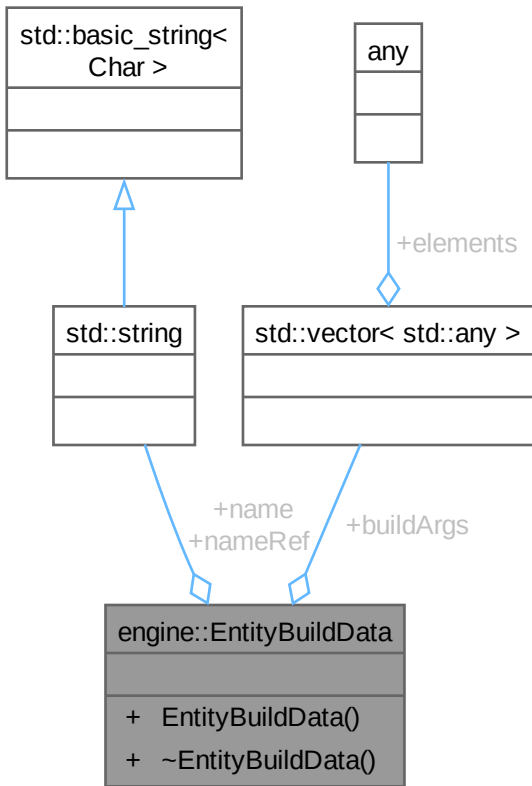 std::basic_string<
Char >
any
+elements
std::string
std::vector< std::any >
+name
+nameRef
+buildArgs
engine::EntityBuildData
+ EntityBuildData()
+ ~EntityBuildData()